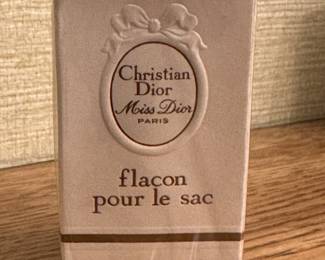 Christian
Dior
Miss Dior
PARIS
flacon
pour le sac